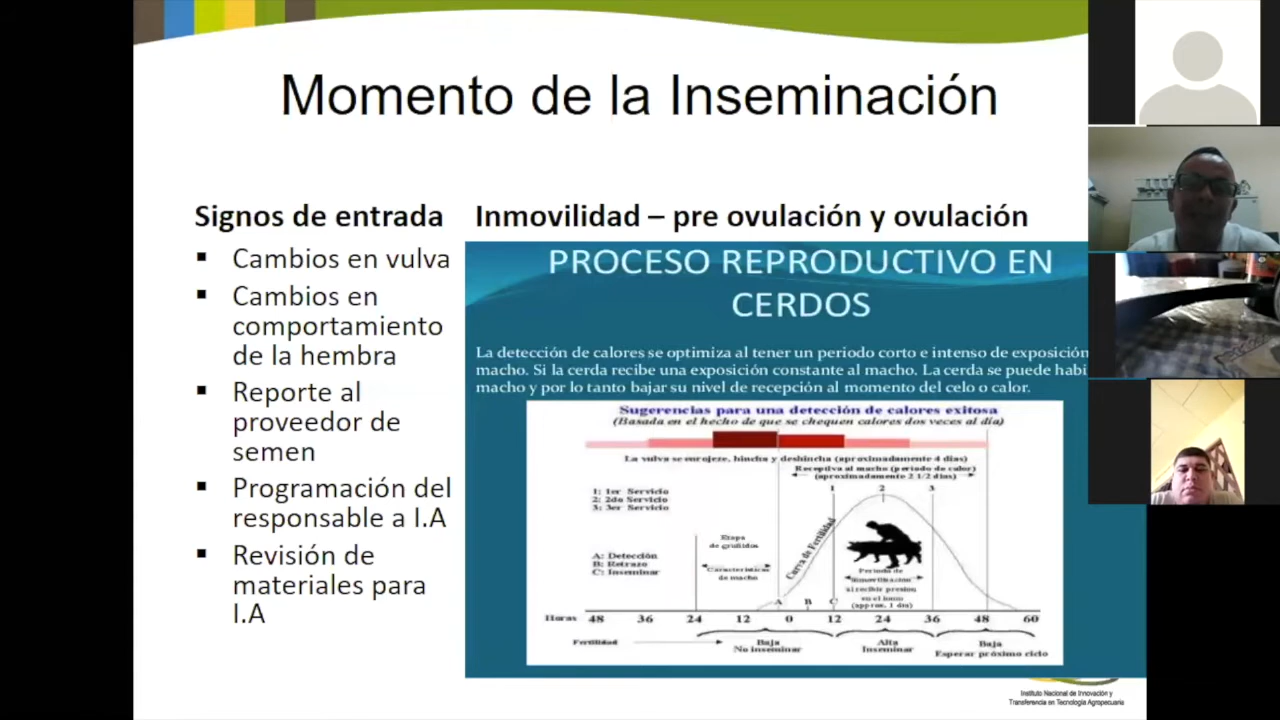 Momento de la Inseminación
Signos de entrada
Cambios en vulva
Cambios en
comportamiento
de la hembra
Reporte al
proveedor de
semen
Programación del
responsable a I.A
Revisión de
materiales para
I.A
Inmovilidad – pre ovulación y ovulación
PROCESO REPRODUCTIVO EN
CERDOS
La detección de calores se optimiza al tener un periodo corto e intenso de exposición
macho. Si la cerda recibe una exposición constante al macho. La cerda se puede habi
macho y por lo tanto bajar su nivel de recepción al momento del celo o calor.
Sugerencias para una detección de calores exitosa
(Basada en el hecho de que se chequen calores dos veces al día)
La vulva se enrojeze, hincha y deshincha (aproximadamente 4 días)
Receptiva al macho (periodo de calor)
(aproximadamente 2 1/2 días)
1 2 3
1: 1er Servicio
2: 2do Servicio
3: 3er Servicio
Etapa
de gruñidos
Curva de Fertilidad
A: Detección
B: Retrazo
C: Inseminar
Características
de macho
Periodo de
inmovilización
al recibir presion
en el lomo
(aprox. 1 día)
A B C
Horas 48 36 24 12 0 12 24 36 48 60
Fertilidad
Baja
No inseminar
Alta
Inseminar
Baja
Esperar próximo ciclo
Instituto Nacional de Innovación y
Transferencia en Tecnología Agropecuaria